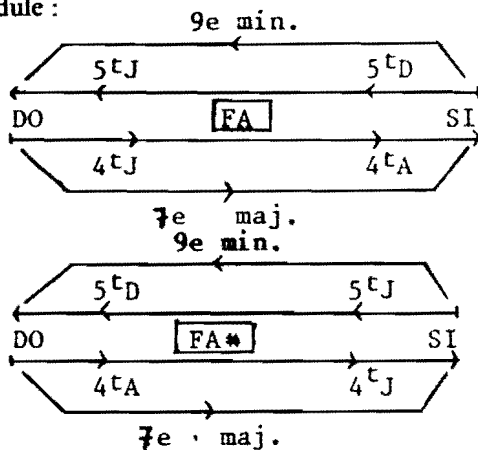 dule :
9e min.
5tJ 5tD
DO FA SI
4tJ 4tA
7e maj.
9e min.
5tD 5tJ
DO FA* SI
4tA 4tJ
7e maj.